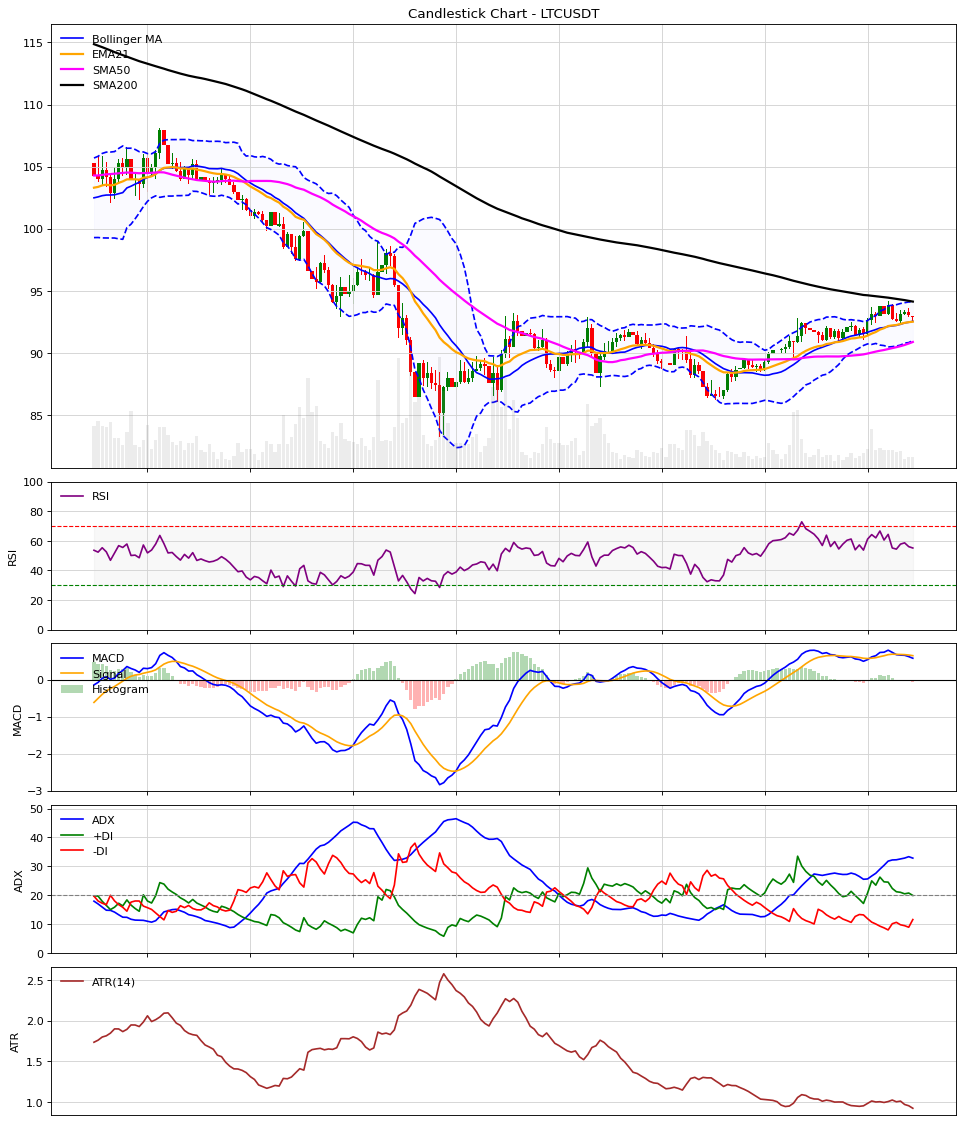 Candlestick Chart - LTCUSDT
Bollinger MA
EMA21
SMA50
SMA200
115
110
105
100
95
90
85
RSI
RSI
100
80
60
40
20
0
MACD
Signal
Histogram
MACD
0
−1
−2
−3
ADX
+DI
-DI
ADX
50
40
30
20
10
0
ATR(14)
ATR
2.5
2.0
1.5
1.0